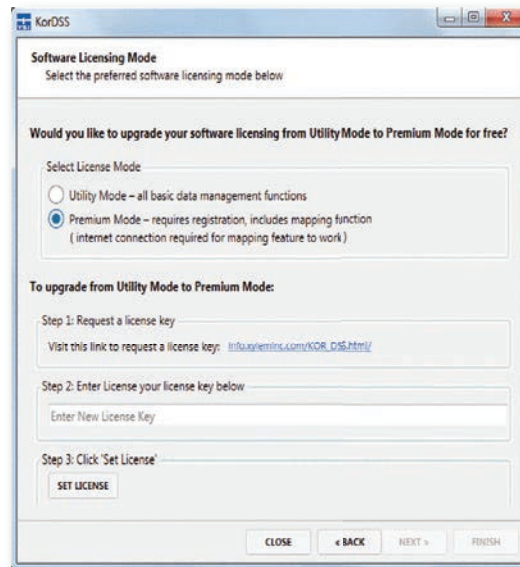 KorDSS
Software Licensing Mode
Select the preferred software licensing mode below
Would you like to upgrade your software licensing from Utility Mode to Premium Mode for free?
Select License Mode
Utility Mode – all basic data management functions
Premium Mode – requires registration, includes mapping function
( internet connection required for mapping feature to work )
To upgrade from Utility Mode to Premium Mode:
Step 1: Request a license key
Visit this link to request a license key: info.xyleminc.com/KOR_DSS.html/
Step 2: Enter License your license key below
Enter New License Key
Step 3: Click 'Set License'
SET LICENSE
CLOSE
« BACK
NEXT »
FINISH